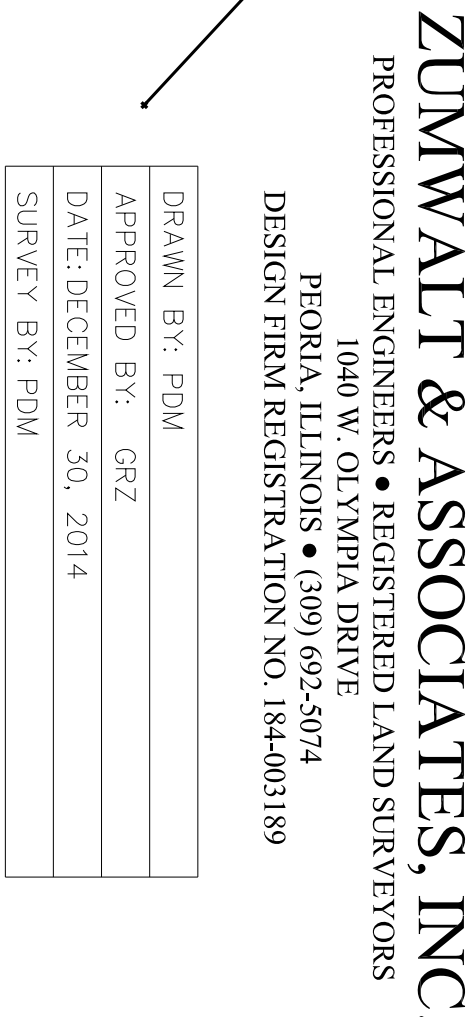 ZUMWALT & ASSOCIATES, INC.
PROFESSIONAL ENGINEERS ● REGISTERED LAND SURVEYORS
1040 W. OLYMPIA DRIVE
PEORIA, ILLINOIS ● (309) 692-5074
DESIGN FIRM REGISTRATION NO. 184-003189
DRAWN BY: PDM
APPROVED BY: GRZ
DATE: DECEMBER 30, 2014
SURVEY BY: PDM